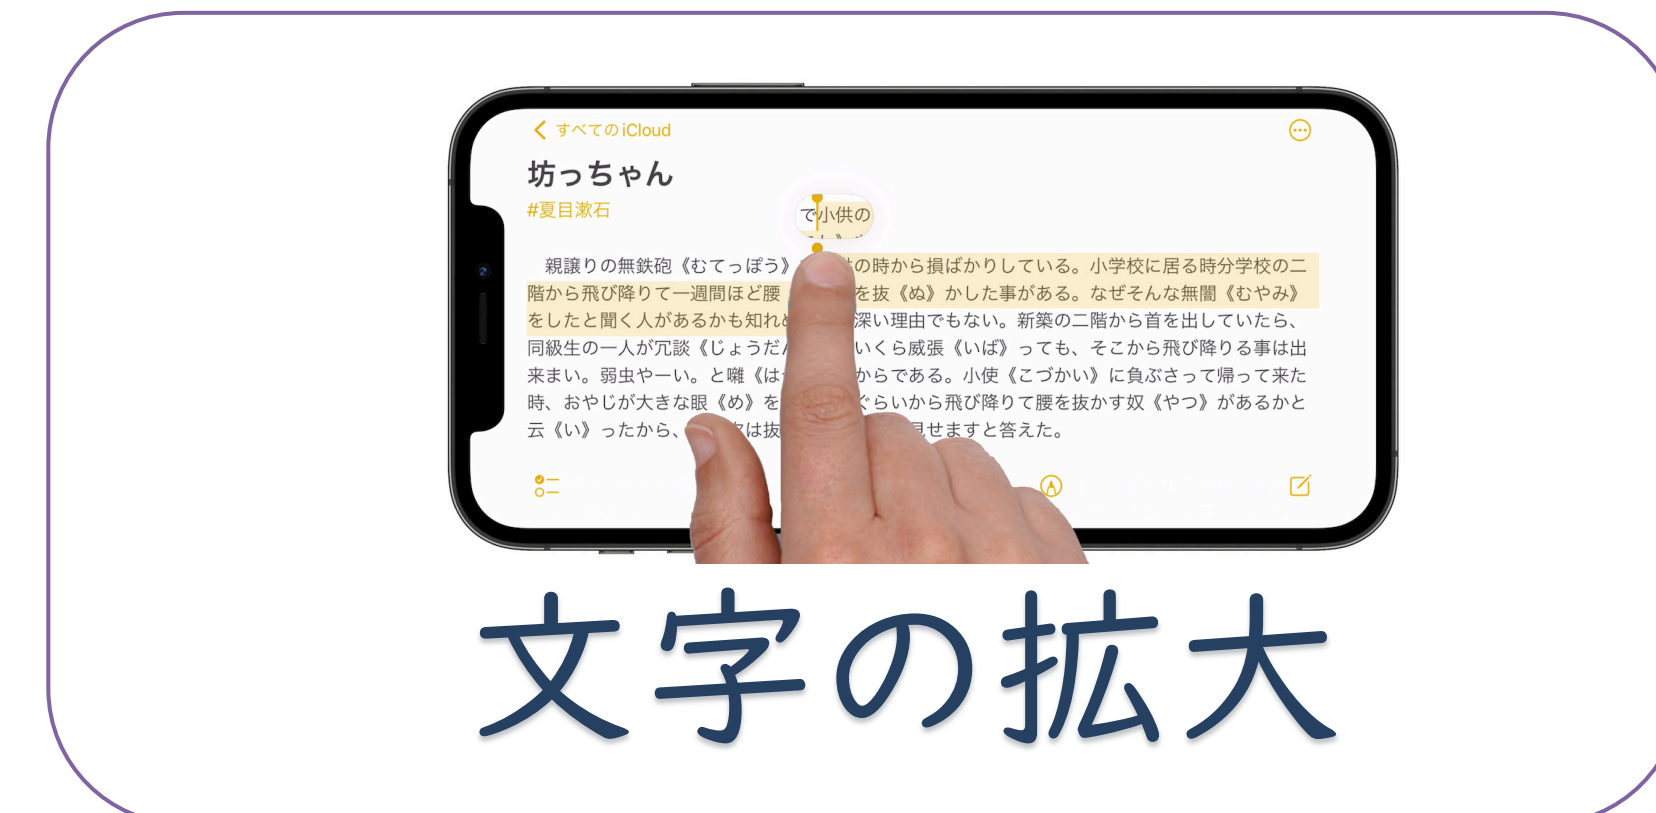 すべてのiCloud
坊っちゃん
#夏目漱石
で小供の
親譲りの無鉄砲《むてっぽう》の時から損ばかりしている。小学校に居る時分学校の二
階から飛び降りて一週間ほど腰を抜《ぬ》かした事がある。なぜそんな無闇《むやみ》
をしたと聞く人があるかも知れぬ深い理由でもない。新築の二階から首を出していたら、
同級生の一人が冗談《じょうだんいくら威張《いば》っても、そこから飛び降りる事は出
来まい。弱虫やーい。と囃《はからである。小使《こづかい》に負ぶさって帰って来た
時、おやじが大きな眼《め》をぐらいから飛び降りて腰を抜かす奴《やつ》があるかと
云《い》ったから、は抜見せますと答えた。
文字の拡大